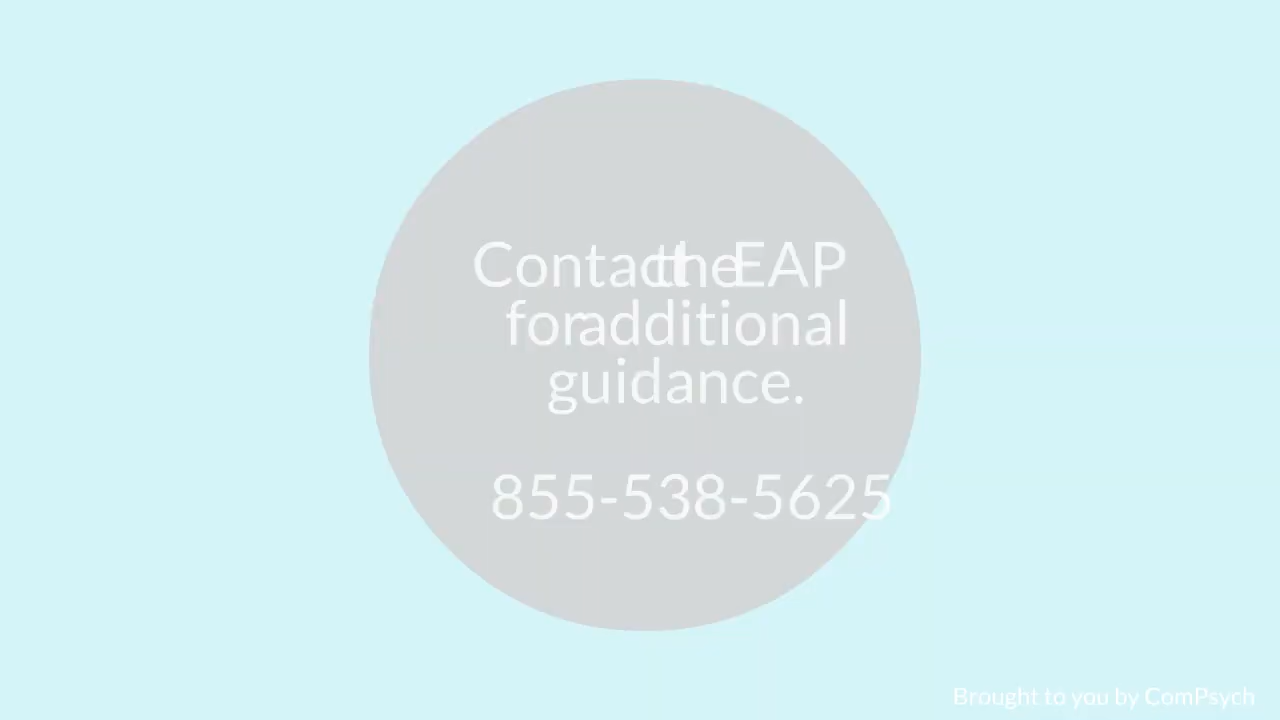 Contact the EAP
for additional
guidance.
855-538-5625
Brought to you by ComPsych